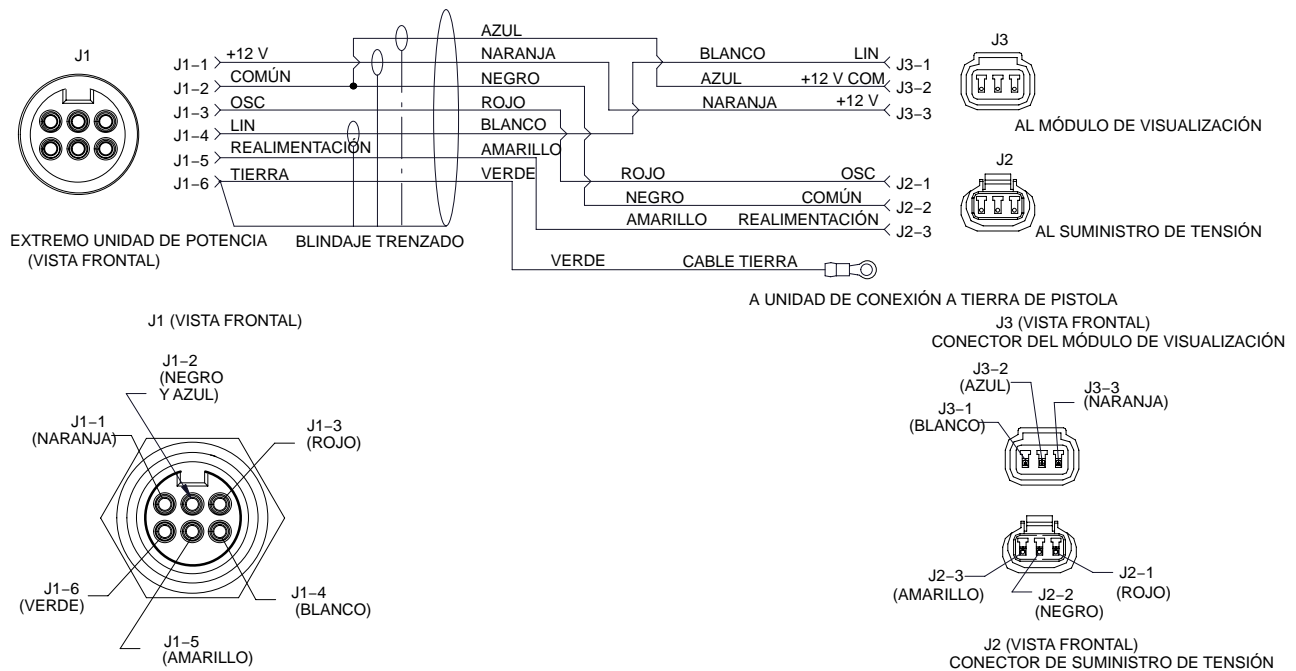 J1
J1–1
+12 V
J1–2
COMÚN
J1–3
OSC
J1–4
LIN
J1–5
REALIMENTACIÓN
J1–6
TIERRA
AZUL
NARANJA
NEGRO
ROJO
BLANCO
AMARILLO
VERDE
BLANCO LIN J3–1
AZUL +12 V COM J3–2
NARANJA +12 V J3–3
J3
AL MÓDULO DE VISUALIZACIÓN
ROJO OSC J2–1
NEGRO COMÚN J2–2
AMARILLO REALIMENTACIÓN J2–3
J2
AL SUMINISTRO DE TENSIÓN
EXTREMO UNIDAD DE POTENCIA
(VISTA FRONTAL)
BLINDAJE TRENZADO
VERDE CABLE TIERRA
A UNIDAD DE CONEXIÓN A TIERRA DE PISTOLA
J1 (VISTA FRONTAL)
J1–2
(NEGRO
Y AZUL)
J1–1
(NARANJA)
J1–3
(ROJO)
J1–6
(VERDE)
J1–4
(BLANCO)
J1–5
(AMARILLO)
J3 (VISTA FRONTAL)
CONECTOR DEL MÓDULO DE VISUALIZACIÓN
J3–2
(AZUL)
J3–3
(NARANJA)
J3–1
(BLANCO)
J2–3
(AMARILLO)
J2–2
(NEGRO)
J2–1
(ROJO)
J2 (VISTA FRONTAL)
CONECTOR DE SUMINISTRO DE TENSIÓN